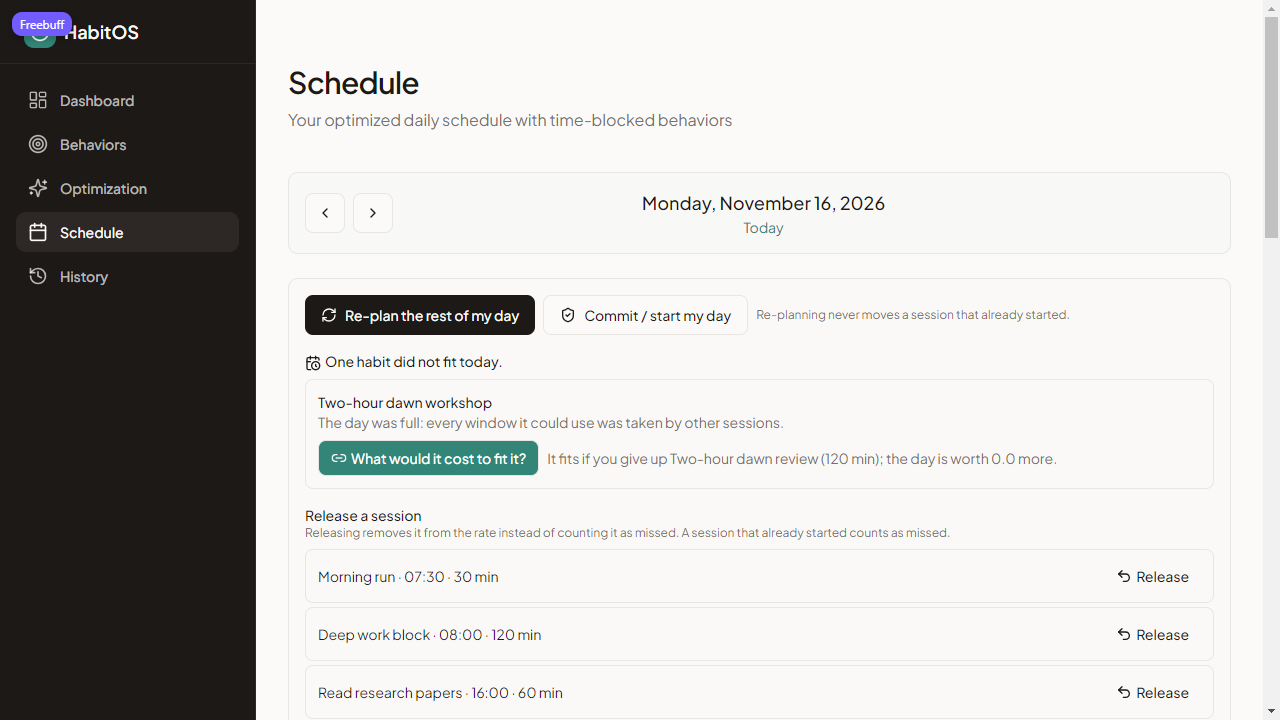 Freebuff
HabitOS
Dashboard
Behaviors
Optimization
Schedule
History
Schedule
Your optimized daily schedule with time-blocked behaviors
Monday, November 16, 2026
Today
Re-plan the rest of my day
Commit / start my day
Re-planning never moves a session that already started.
One habit did not fit today.
Two-hour dawn workshop
The day was full: every window it could use was taken by other sessions.
What would it cost to fit it?
It fits if you give up Two-hour dawn review (120 min); the day is worth 0.0 more.
Release a session
Releasing removes it from the rate instead of counting it as missed. A session that already started counts as missed.
Morning run · 07:30 · 30 min
Release
Deep work block · 08:00 · 120 min
Release
Read research papers · 16:00 · 60 min
Release